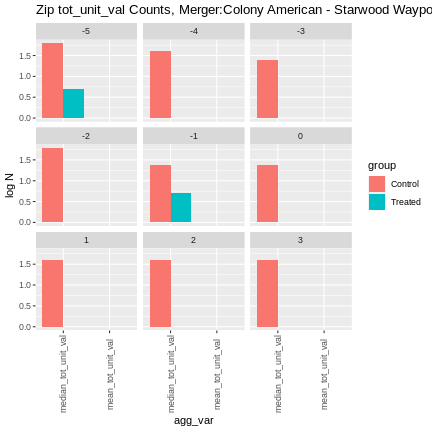 Zip tot_unit_val Counts, Merger:Colony American - Starwood Waypo
-5 -4 -3
1.5
1.0
0.5
0.0
-2 -1 0
1.5
1.0
0.5
0.0
1 2 3
1.5
1.0
0.5
0.0
log N
median_tot_unit_val mean_tot_unit_val median_tot_unit_val mean_tot_unit_val median_tot_unit_val mean_tot_unit_val
agg_var
group
Control
Treated